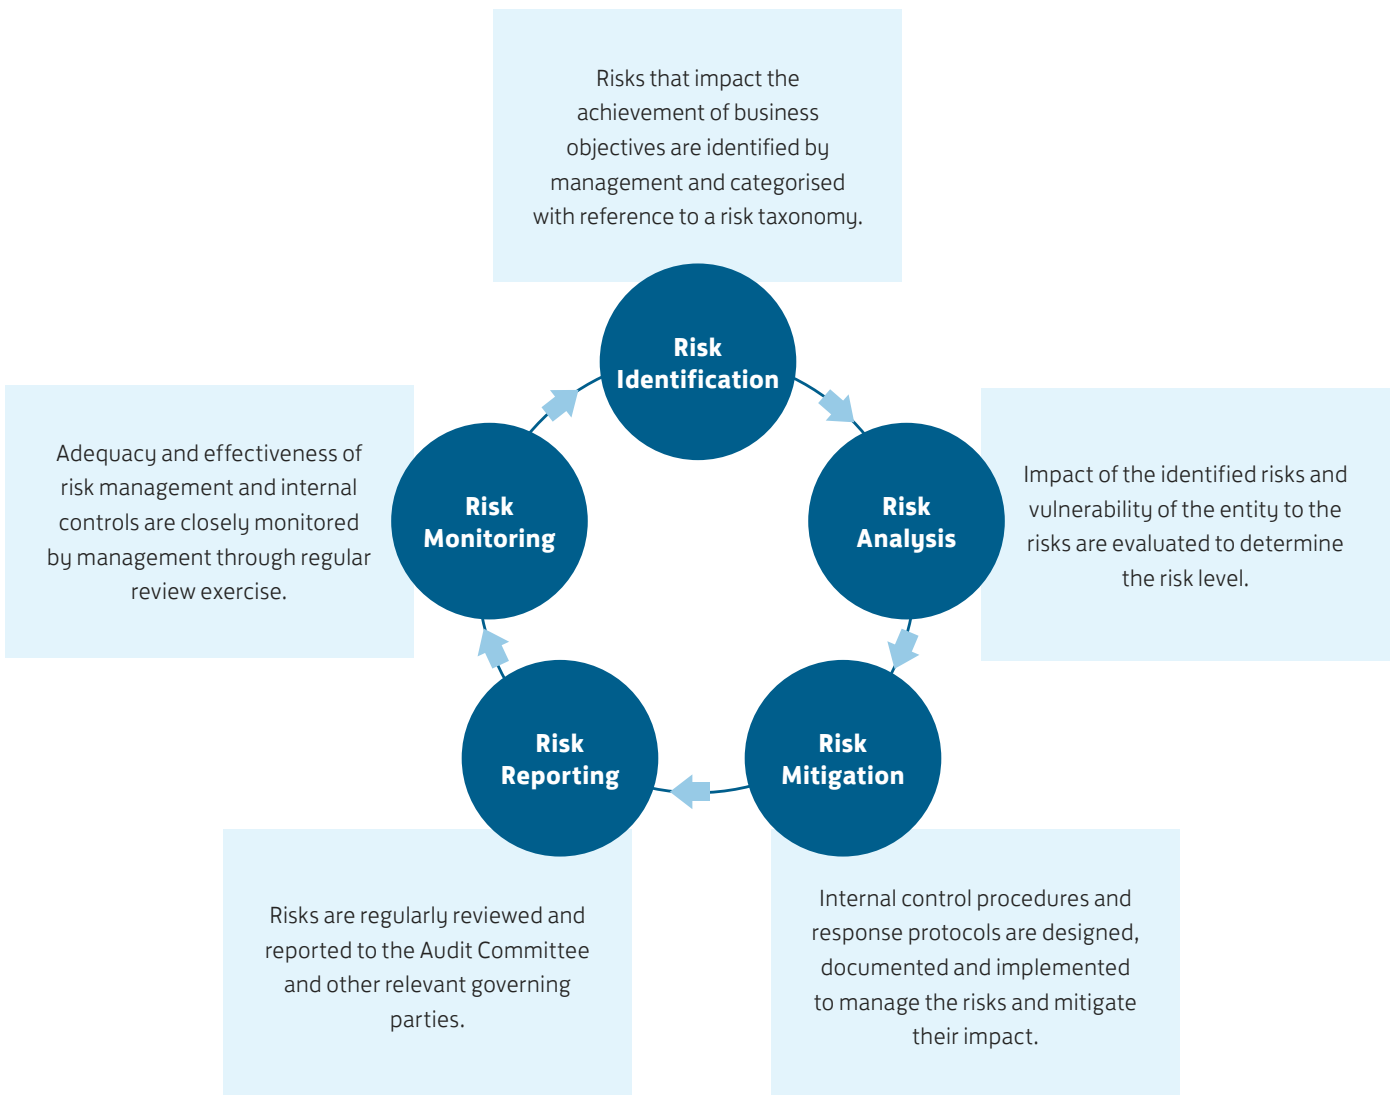 Risks that impact the
achievement of business
objectives are identified by
management and categorised
with reference to a risk taxonomy.
Risk
Identification
Risk
Analysis
Impact of the identified risks and
vulnerability of the entity to the
risks are evaluated to determine
the risk level.
Risk
Mitigation
Internal control procedures and
response protocols are designed,
documented and implemented
to manage the risks and mitigate
their impact.
Risk
Reporting
Risks are regularly reviewed and
reported to the Audit Committee
and other relevant governing
parties.
Risk
Monitoring
Adequacy and effectiveness of
risk management and internal
controls are closely monitored
by management through regular
review exercise.